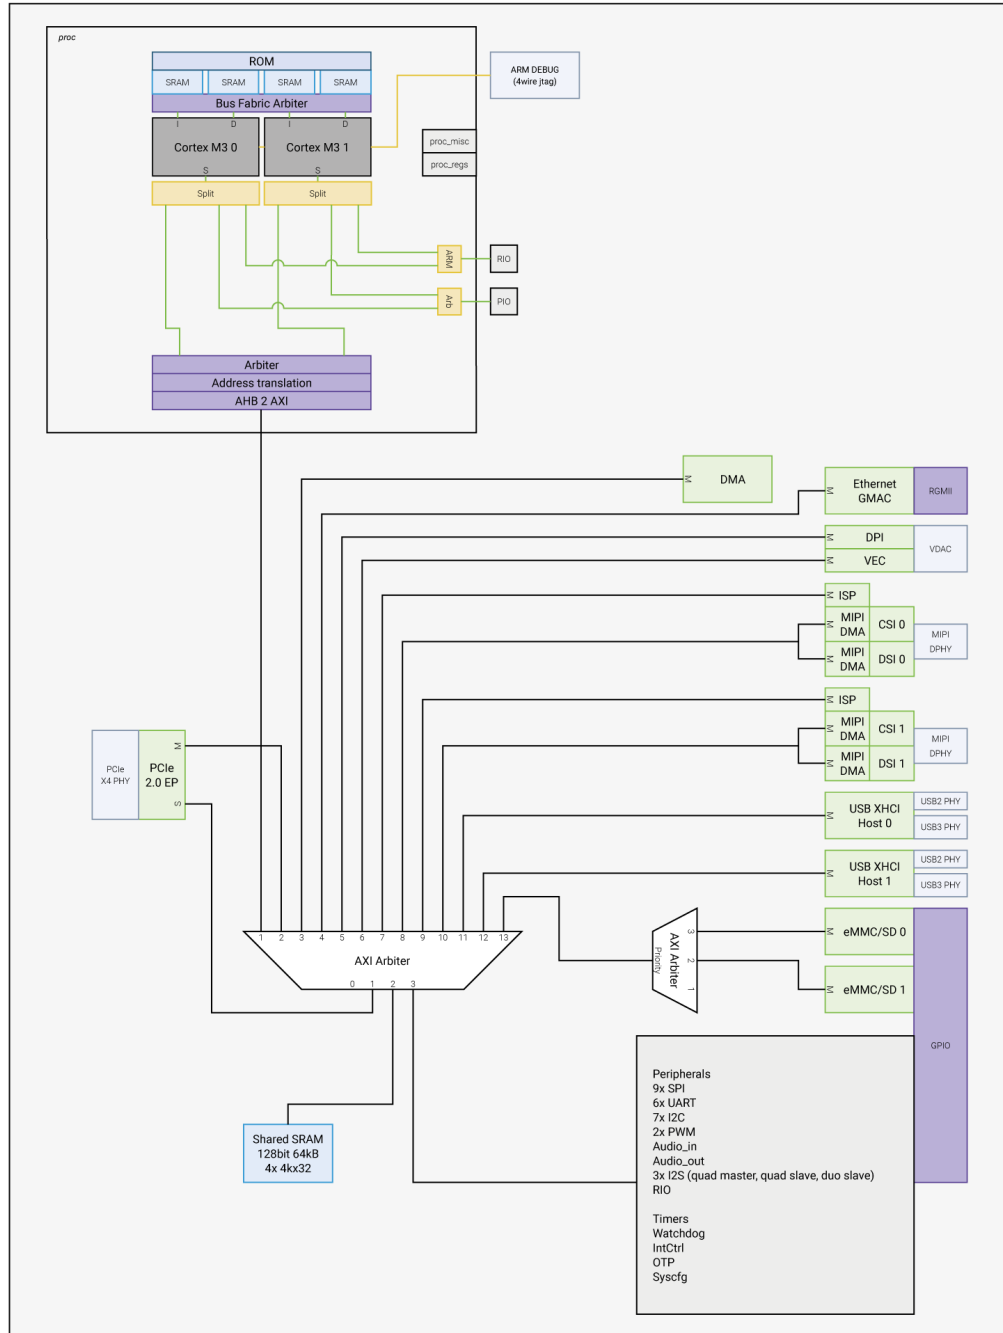 proc
ROM
SRAM
SRAM
SRAM
SRAM
Bus Fabric Arbiter
I
D
I
D
Cortex M3 0
Cortex M3 1
S
S
Split
Split
ARM DEBUG
(4wire jtag)
proc_misc
proc_regs
ARM
RIO
Arb
PIO
Arbiter
Address translation
AHB 2 AXI
M
DMA
M
Ethernet
GMAC
RGMII
M
DPI
M
VEC
VDAC
M
ISP
M
MIPI
DMA
CSI 0
M
MIPI
DMA
DSI 0
MIPI
DPHY
M
ISP
M
MIPI
DMA
CSI 1
M
MIPI
DMA
DSI 1
MIPI
DPHY
PCIe
X4 PHY
PCIe
2.0 EP
M
S
M
USB XHCI
Host 0
USB2 PHY
USB3 PHY
M
USB XHCI
Host 1
USB2 PHY
USB3 PHY
1 2 3 4 5 6 7 8 9 10 11 12 13
AXI Arbiter
0 1 2 3
AXI Arbiter
Priority
3
2
1
M
eMMC/SD 0
M
eMMC/SD 1
GPIO
Shared SRAM
128bit 64kB
4x 4kx32
Peripherals
9x SPI
6x UART
7x I2C
2x PWM
Audio_in
Audio_out
3x I2S (quad master, quad slave, duo slave)
RIO
Timers
Watchdog
IntCtrl
OTP
Syscfg